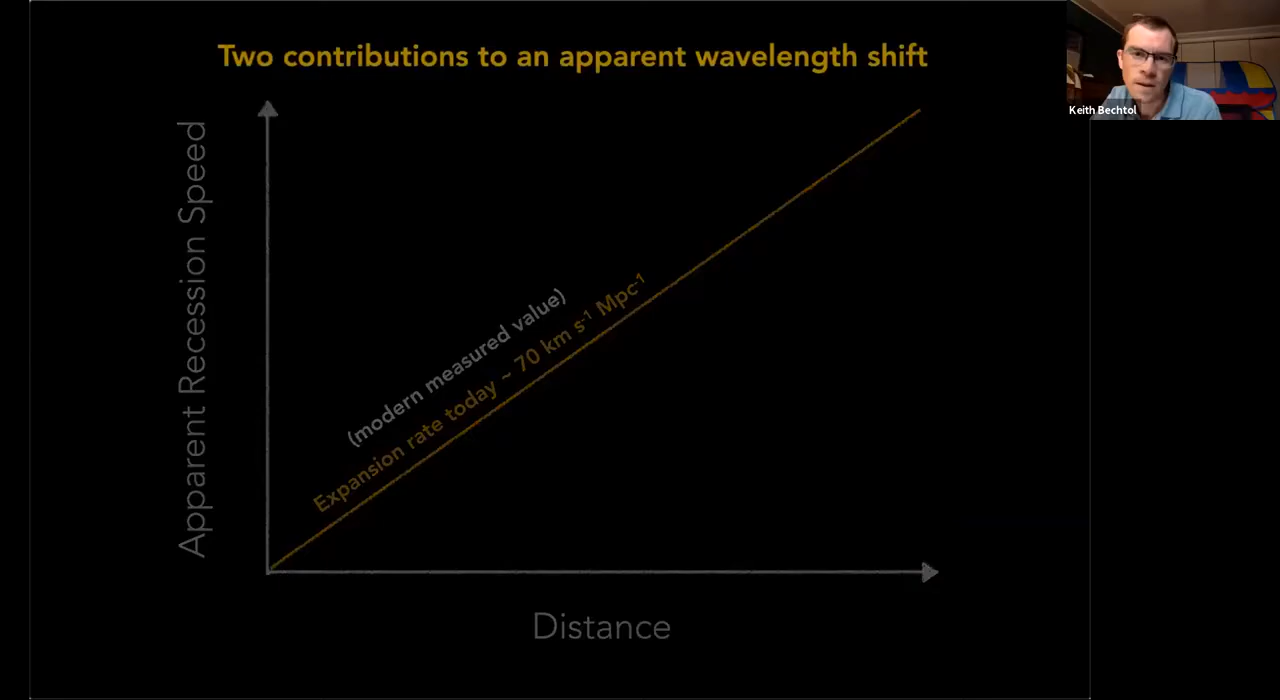 Two contributions to an apparent wavelength shift
Keith Bechtol
Apparent Recession Speed
(modern measured value)
Expansion rate today ~ 70 km s⁻¹ Mpc⁻¹
Distance